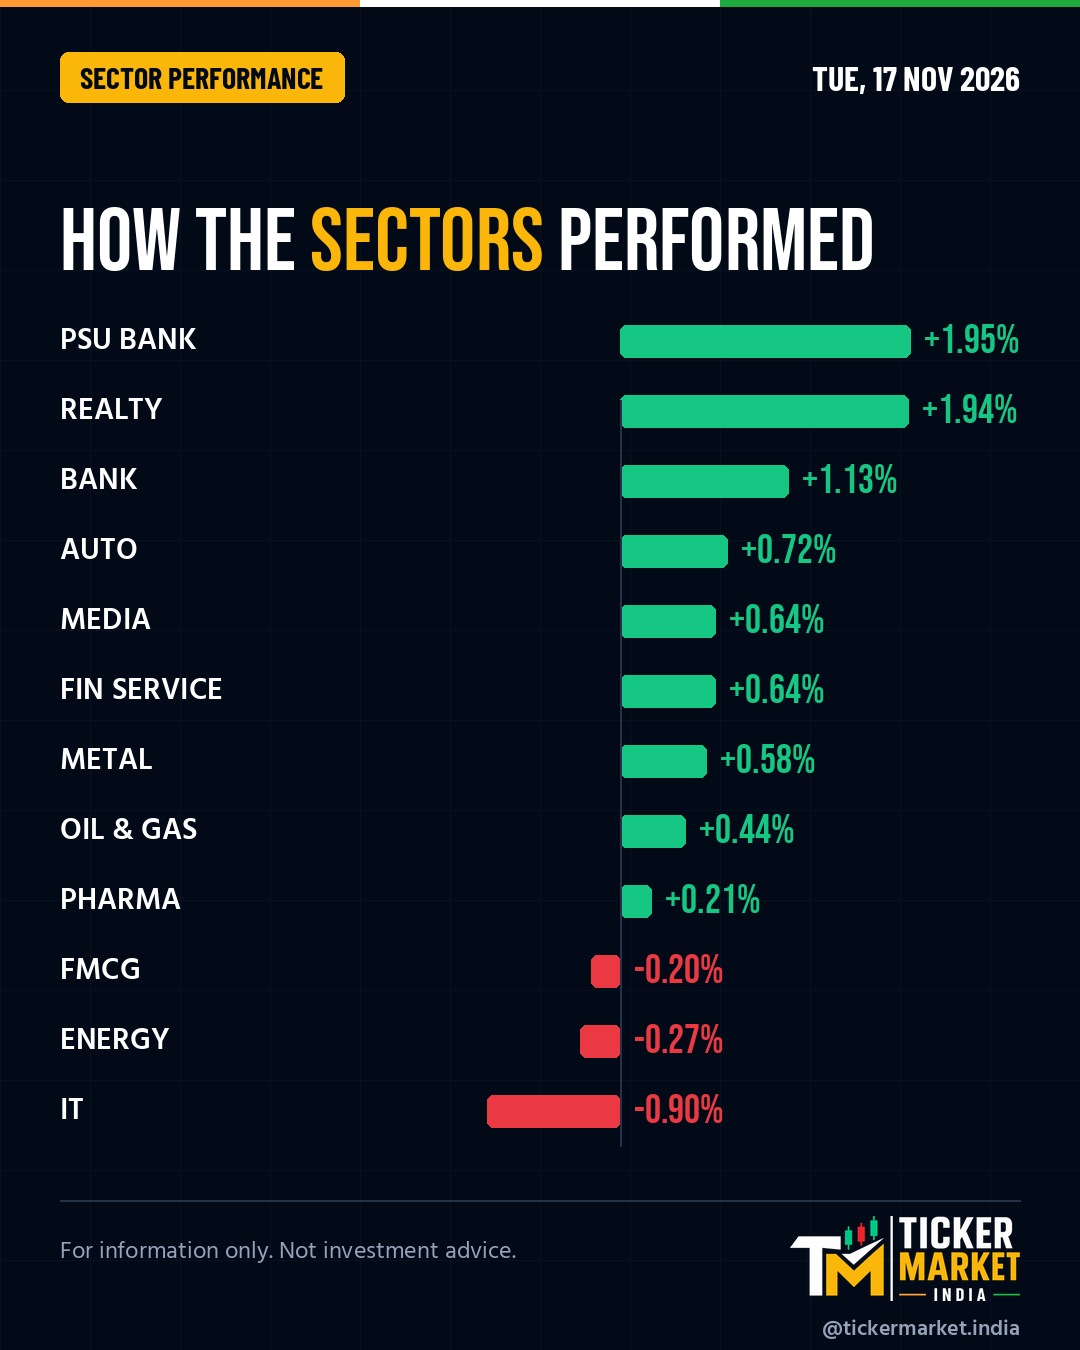 SECTOR PERFORMANCE
TUE, 17 NOV 2026
HOW THE SECTORS PERFORMED
PSU BANK +1.95%
REALTY +1.94%
BANK +1.13%
AUTO +0.72%
MEDIA +0.64%
FIN SERVICE +0.64%
METAL +0.58%
OIL & GAS +0.44%
PHARMA +0.21%
FMCG -0.20%
ENERGY -0.27%
IT -0.90%
For information only. Not investment advice.
TM
TICKER
MARKET
INDIA
@tickermarket.india